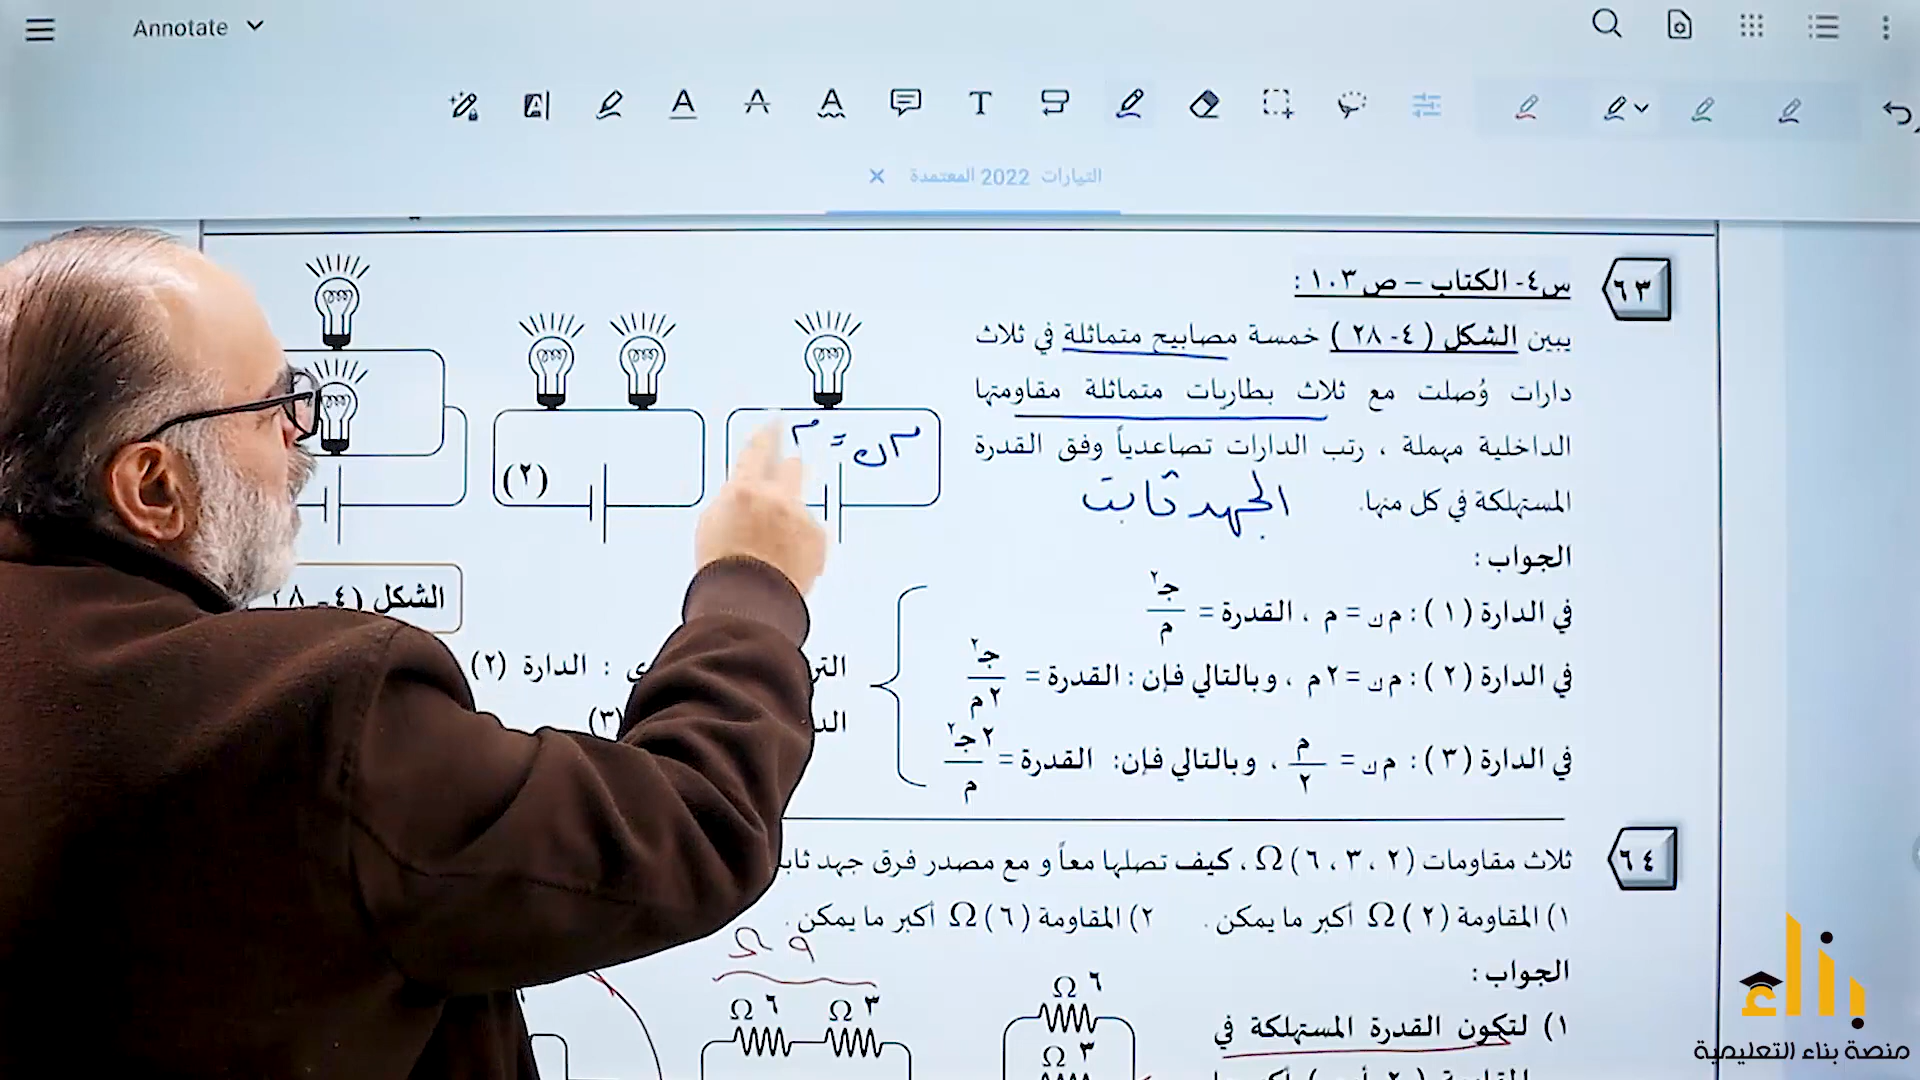 Annotate
التيارات 2022 المعتمدة
٦٣
س٤- الكتاب – ص١٠٣ :
يبين الشكل ( ٤- ٢٨ ) خمسة مصابيح متماثلة في ثلاث
دارات وُصلت مع ثلاث بطاريات متماثلة مقاومتها
الداخلية مهملة ، رتب الدارات تصاعدياً وفق القدرة
المستهلكة في كل منها.
الجهد ثابت
م ك = م
(٢)
الشكل (٤- ٢٨
الجواب :
في الدارة ( ١ ) : م ك = م ، القدرة = جـ٢ / م
في الدارة ( ٢ ) : م ك = ٢م ، وبالتالي فإن : القدرة = جـ٢ / ٢م
في الدارة ( ٣ ) : م ك = م / ٢ ، وبالتالي فإن: القدرة = ٢جـ٢ / م
: الدارة (٢)
(٣)
٦٤
ثلاث مقاومات ( ٢ ، ٣ ، ٦ ) Ω ، كيف تصلها معاً و مع مصدر فرق جهد
١) المقاومة ( ٢ ) Ω أكبر ما يمكن . ٢) المقاومة ( ٦ ) Ω أكبر ما يمكن .
الجواب :
٩ Ω
٦ Ω
٣ Ω
٦ Ω
٣ Ω
١) لتكون القدرة المستهلكة في
بناء
منصة بناء التعليمية